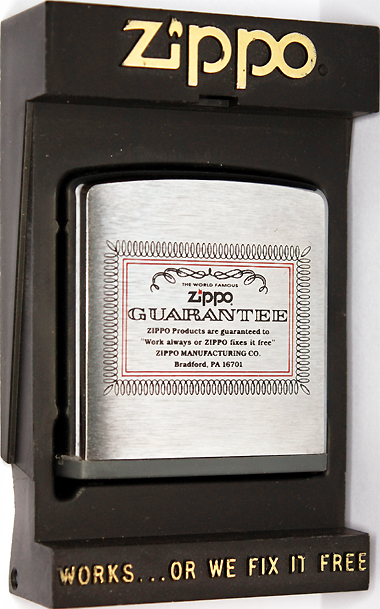 Zippo
THE WORLD FAMOUS
Zippo
GUARANTEE
ZIPPO Products are guaranteed to
"Work always or ZIPPO fixes it free"
ZIPPO MANUFACTURING CO.
Bradford, PA 16701
WORKS...OR WE FIX IT FREE